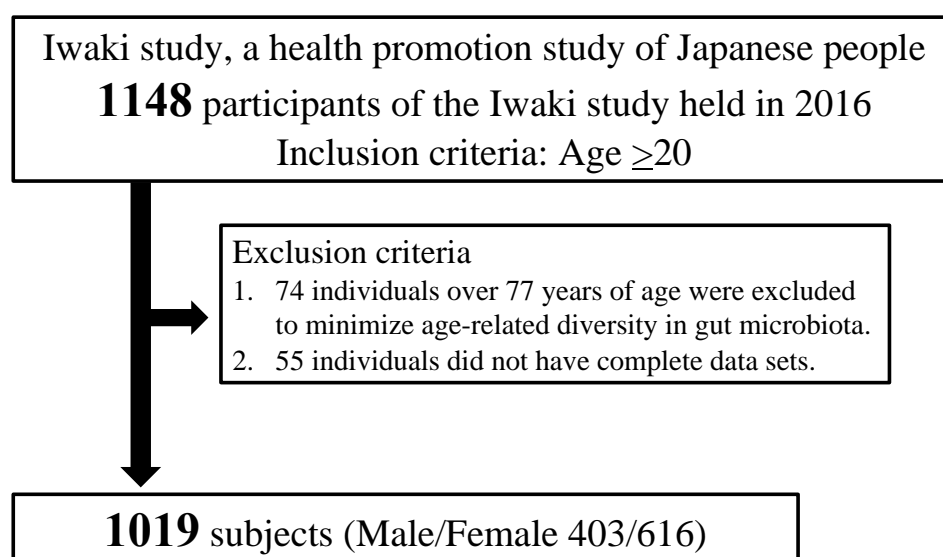 Iwaki study, a health promotion study of Japanese people
1148 participants of the Iwaki study held in 2016
Inclusion criteria: Age ≥20
Exclusion criteria
1. 74 individuals over 77 years of age were excluded
to minimize age-related diversity in gut microbiota.
2. 55 individuals did not have complete data sets.
1019 subjects (Male/Female 403/616)